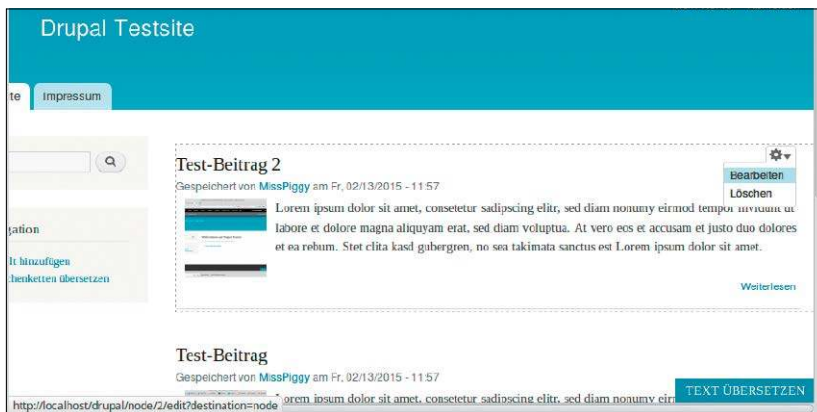 Drupal Testsite
te
Impressum
Test-Beitrag 2
Gespeichert von MissPiggy am Fr, 02/13/2015 - 11:57
Bearbeiten
Löschen
Lorem ipsum dolor sit amet, consetetur sadipscing elitr, sed diam nonumy eirmod tempor invidunt ut
labore et dolore magna aliquyam erat, sed diam voluptua. At vero eos et accusam et justo duo dolores
et ea rebum. Stet clita kasd gubergren, no sea takimata sanctus est Lorem ipsum dolor sit amet.
Weiterlesen
gation
lt hinzufügen
chenketten übersetzen
Test-Beitrag
Gespeichert von MissPiggy am Fr, 02/13/2015 - 11:57
orem ipsum dolor sit amet, consetetur sadipscing elitr, sed diam nonumy eirm
TEXT ÜBERSETZEN
http://localhost/drupal/node/2/edit?destination=node